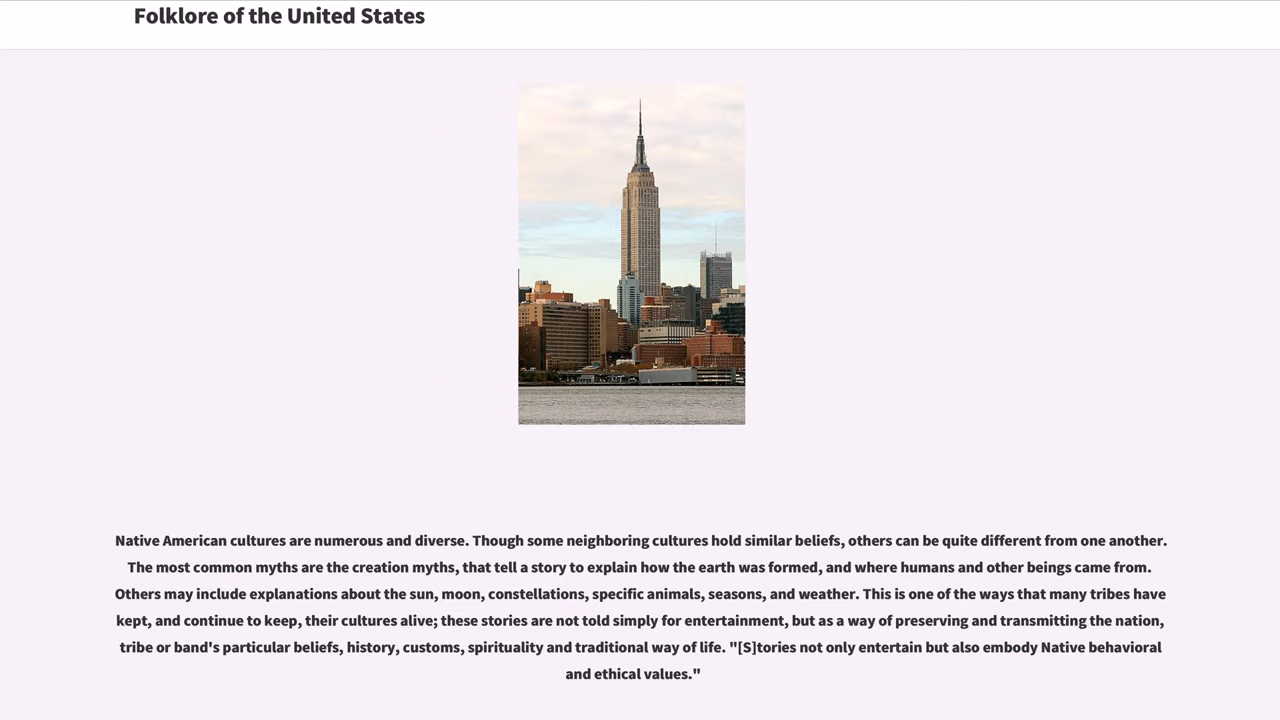 Folklore of the United States
Native American cultures are numerous and diverse. Though some neighboring cultures hold similar beliefs, others can be quite different from one another.
The most common myths are the creation myths, that tell a story to explain how the earth was formed, and where humans and other beings came from.
Others may include explanations about the sun, moon, constellations, specific animals, seasons, and weather. This is one of the ways that many tribes have
kept, and continue to keep, their cultures alive; these stories are not told simply for entertainment, but as a way of preserving and transmitting the nation,
tribe or band's particular beliefs, history, customs, spirituality and traditional way of life. "[S]tories not only entertain but also embody Native behavioral
and ethical values."